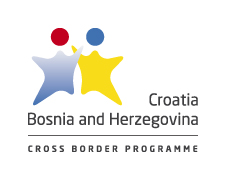 Croatia
Bosnia and Herzegovina
CROSS BORDER PROGRAMME